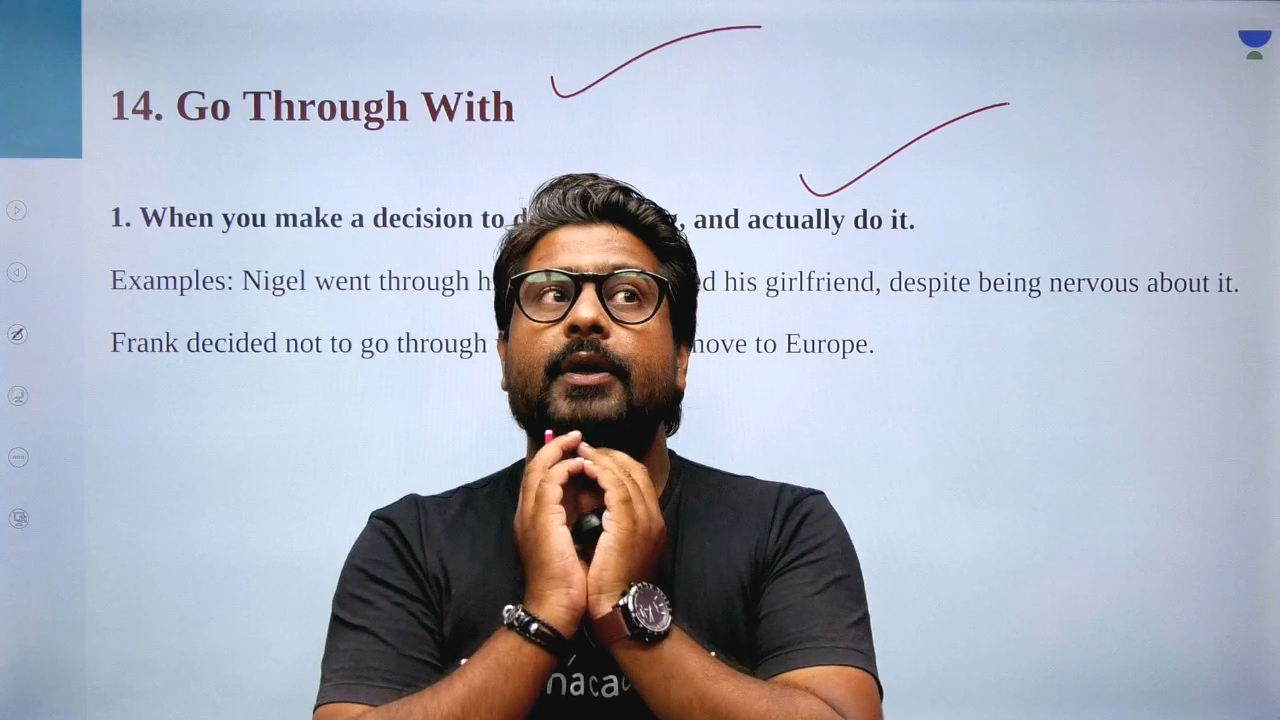 14. Go Through With
1. When you make a decision to d , and actually do it.
Examples: Nigel went through h d his girlfriend, despite being nervous about it.
Frank decided not to go through move to Europe.
naca